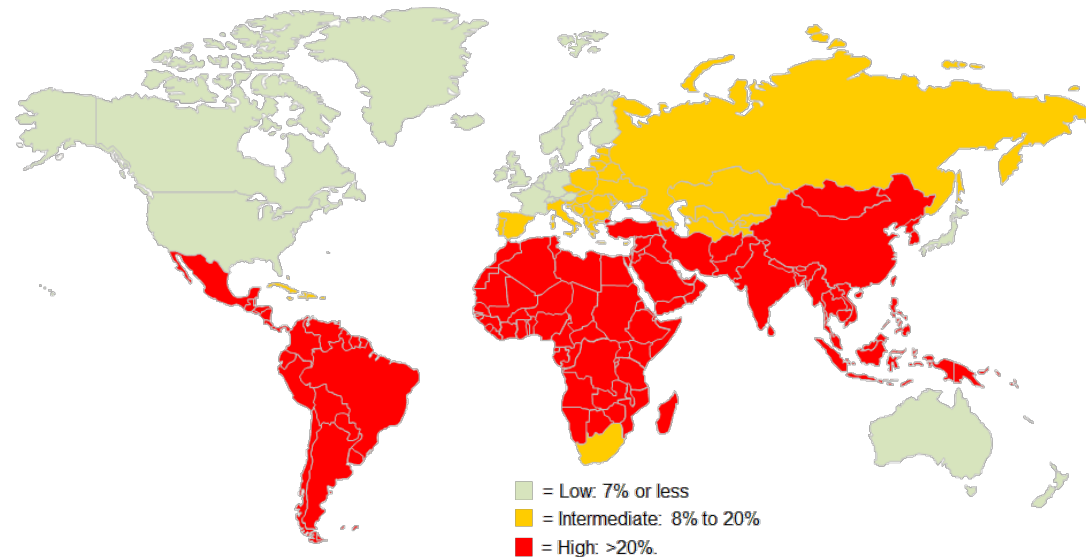 = Low: 7% or less
= Intermediate: 8% to 20%
= High: >20%.